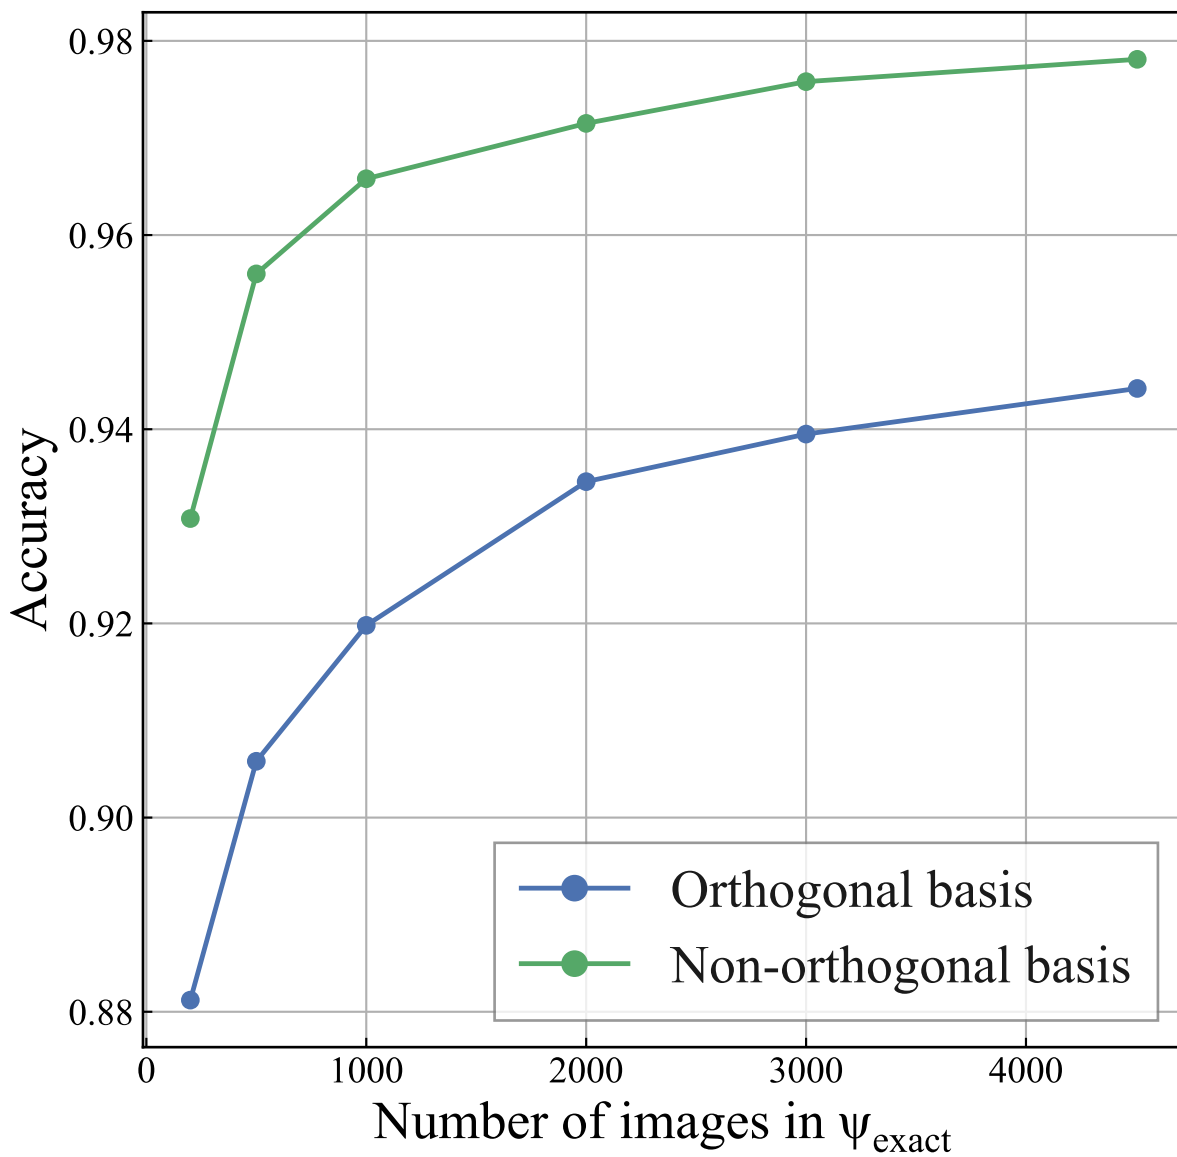 0.98
0.96
0.94
0.92
0.90
0.88
Accuracy
Orthogonal basis
Non-orthogonal basis
0 1000 2000 3000 4000
Number of images in ψexact